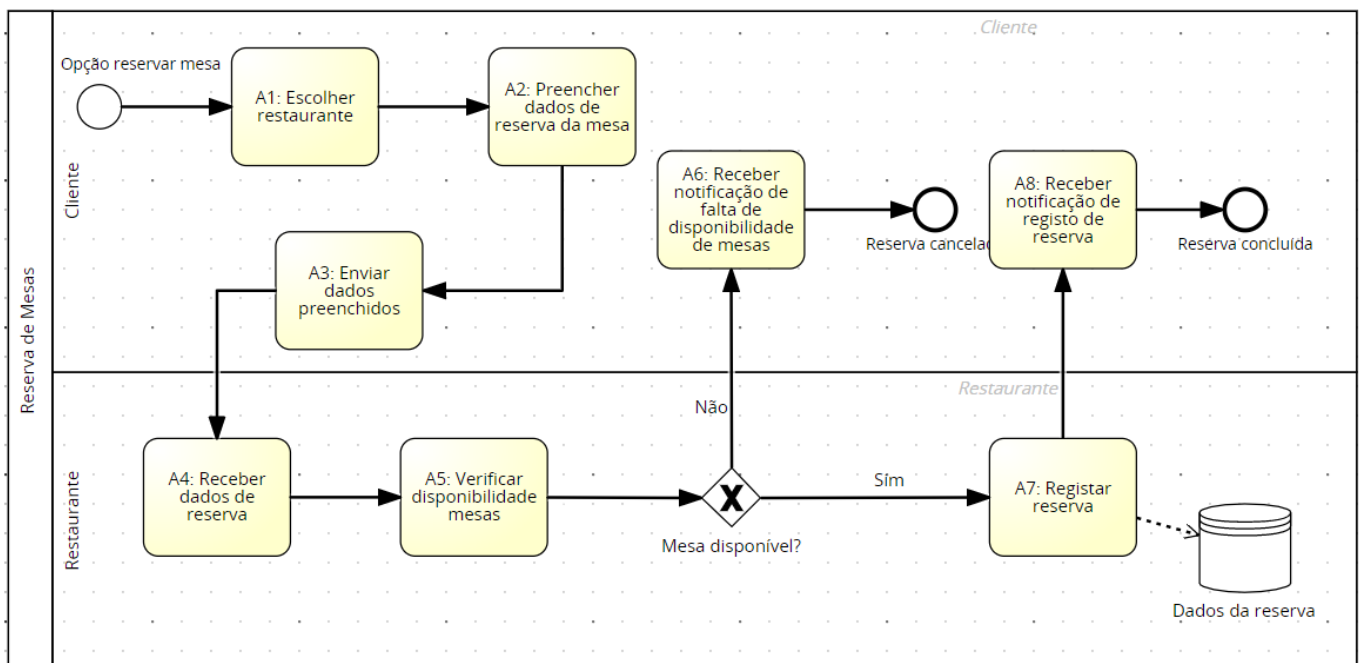 Reserva de Mesas
Cliente
Cliente
Opção reservar mesa
A1: Escolher
restaurante
A2: Preencher
dados de
reserva da mesa
A3: Enviar
dados
preenchidos
A6: Receber
notificação de
falta de
disponibilidade
de mesas
Reserva cancelad
A8: Receber
notificação de
registo de
reserva
Reserva concluída
Restaurante
Restaurante
A4: Receber
dados de
reserva
A5: Verificar
disponibilidade
mesas
Não
X
Mesa disponível?
Sím
A7: Registar
reserva
Dados da reserva